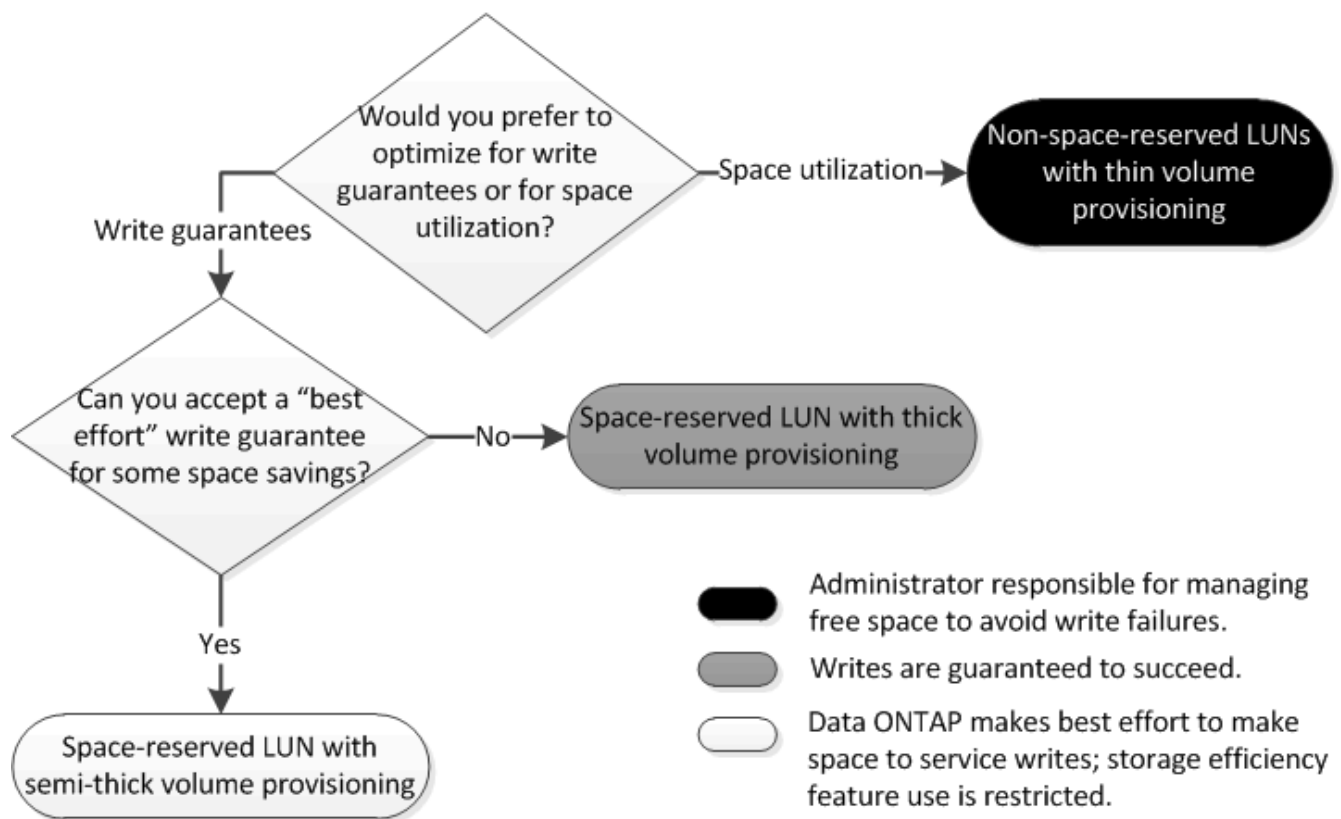 Would you prefer to
optimize for write
guarantees or for space
utilization?
Space utilization
Non-space-reserved LUNs
with thin volume
provisioning
Write guarantees
Can you accept a “best
effort” write guarantee
for some space savings?
No
Space-reserved LUN with thick
volume provisioning
Yes
Space-reserved LUN with
semi-thick volume provisioning
Administrator responsible for managing
free space to avoid write failures.
Writes are guaranteed to succeed.
Data ONTAP makes best effort to make
space to service writes; storage efficiency
feature use is restricted.